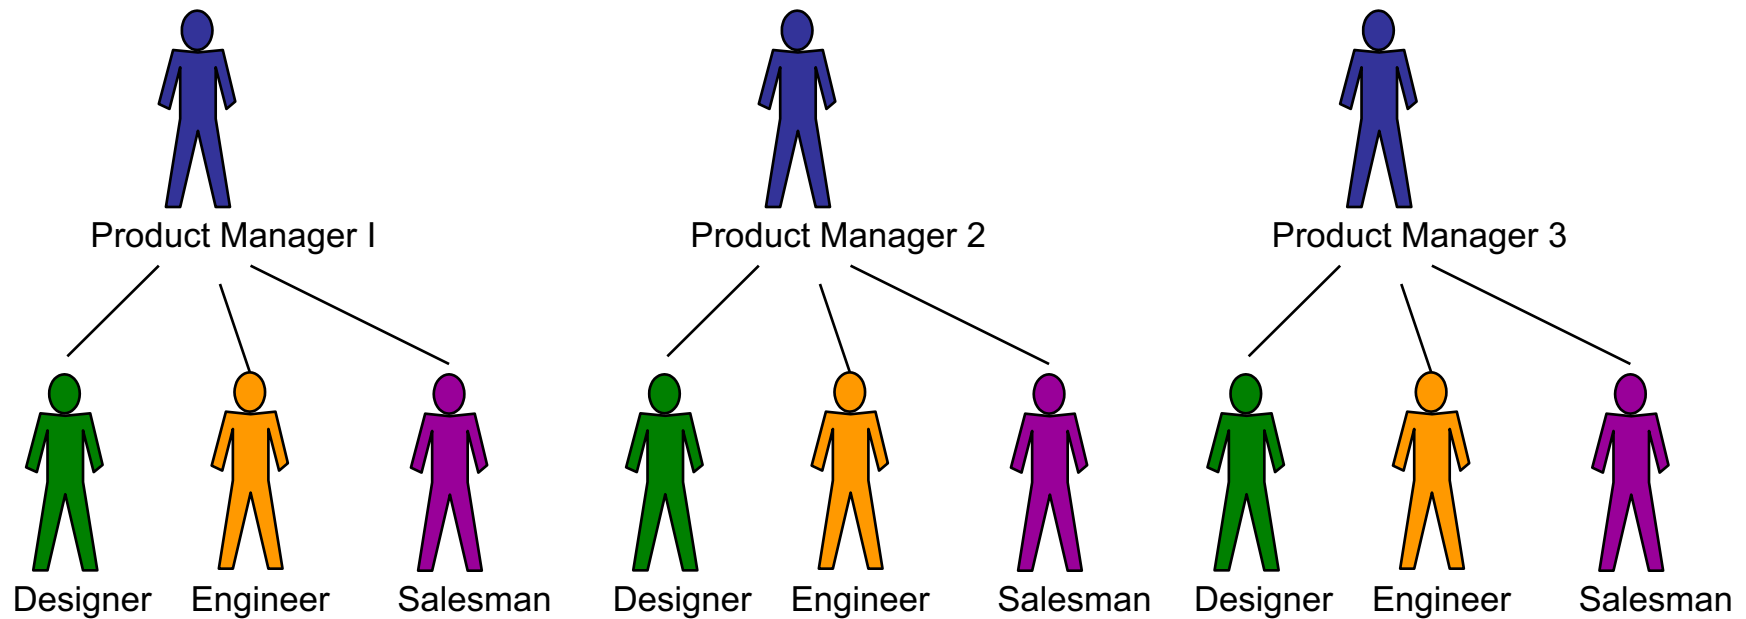 Product Manager I
Product Manager 2
Product Manager 3
Designer
Engineer
Salesman
Designer
Engineer
Salesman
Designer
Engineer
Salesman